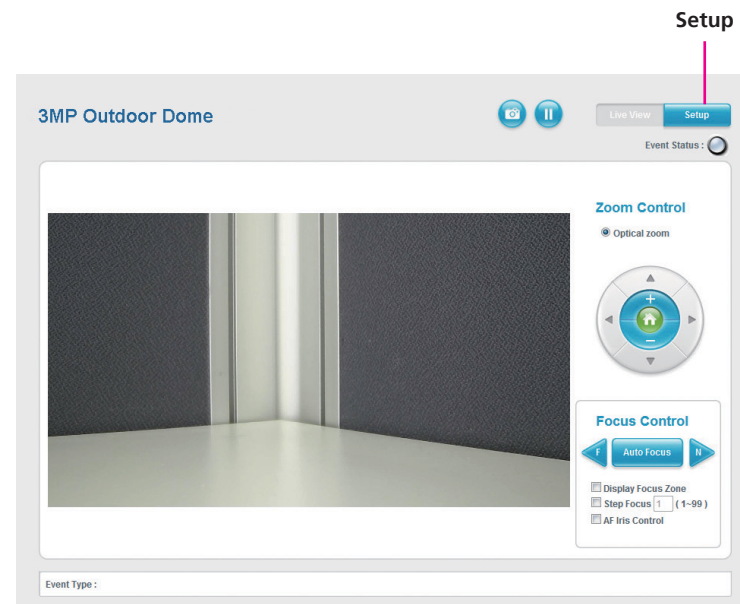 Setup
3MP Outdoor Dome
Live View
Setup
Event Status :
Zoom Control
Optical zoom
Focus Control
F
Auto Focus
N
Display Focus Zone
Step Focus 1 ( 1~99 )
AF Iris Control
Event Type :